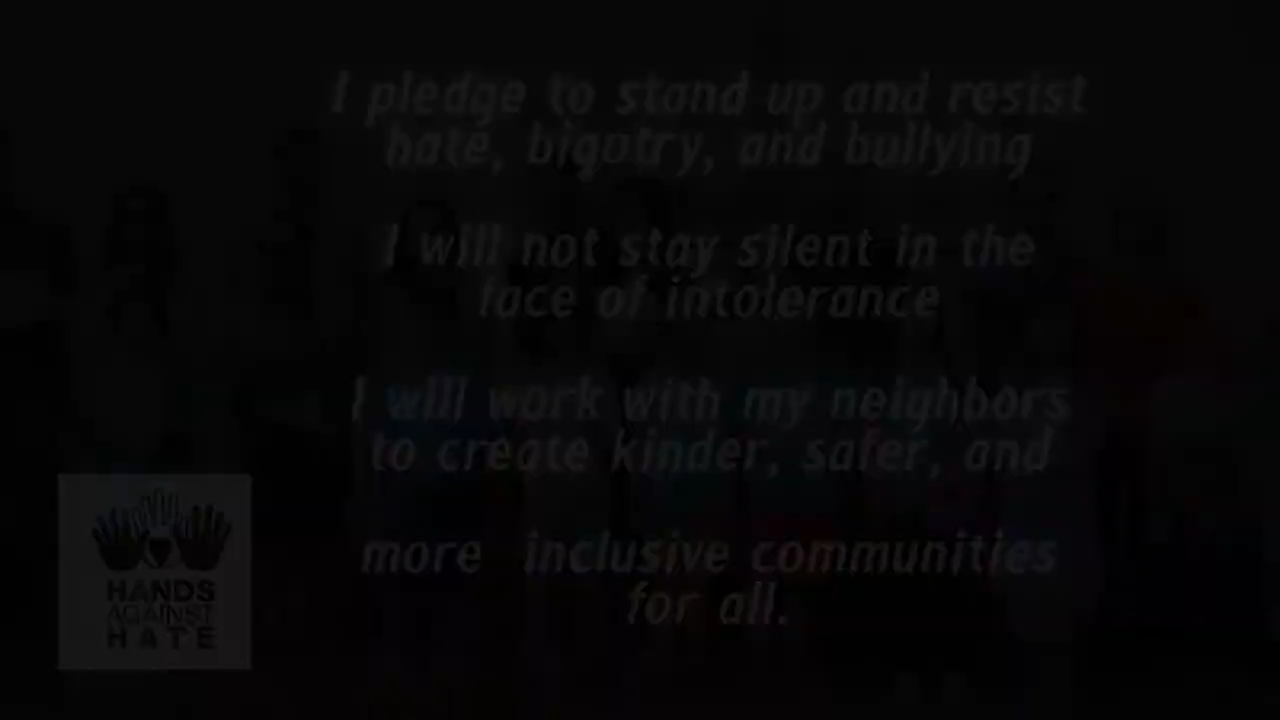 I pledge to stand up and resist
hate, bigotry, and bullying
I will not stay silent in the
face of intolerance
I will work with my neighbors
to create kinder, safer, and
more inclusive communities
for all.
HANDS
AGAINST
HATE